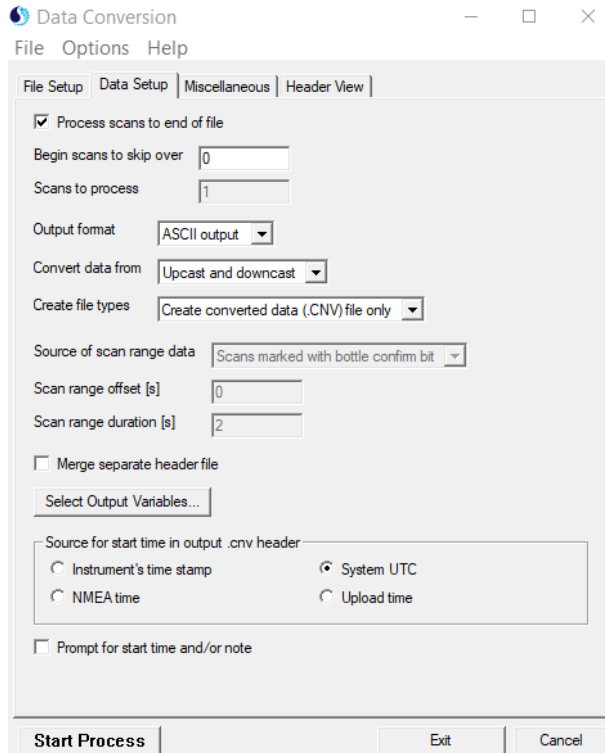 Data Conversion
File Options Help
File Setup Data Setup Miscellaneous Header View
Process scans to end of file
Begin scans to skip over 0
Scans to process 1
Output format ASCII output
Convert data from Upcast and downcast
Create file types Create converted data (.CNV) file only
Source of scan range data Scans marked with bottle confirm bit
Scan range offset [s] 0
Scan range duration [s] 2
Merge separate header file
Select Output Variables...
Source for start time in output .cnv header
Instrument's time stamp System UTC
NMEA time Upload time
Prompt for start time and/or note
Start Process Exit Cancel